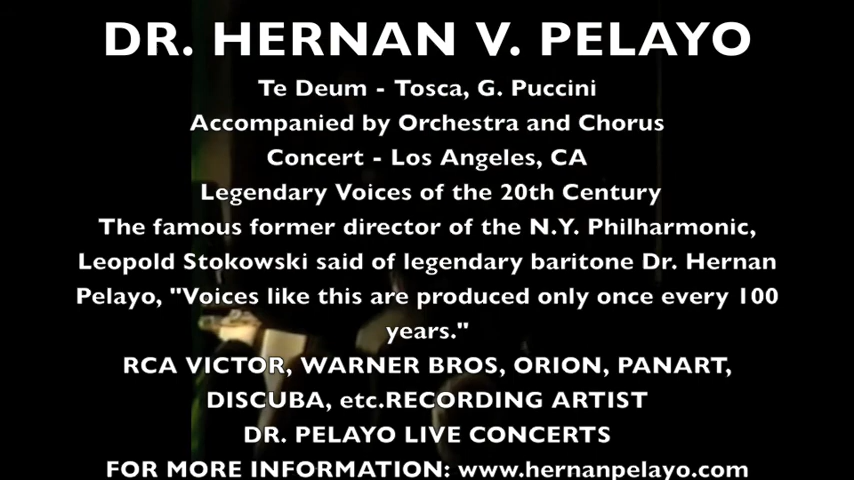 DR. HERNAN V. PELAYO
Te Deum - Tosca, G. Puccini
Accompanied by Orchestra and Chorus
Concert - Los Angeles, CA
Legendary Voices of the 20th Century
The famous former director of the N.Y. Philharmonic,
Leopold Stokowski said of legendary baritone Dr. Hernan
Pelayo, "Voices like this are produced only once every 100
years."
RCA VICTOR, WARNER BROS, ORION, PANART,
DISCUBA, etc.RECORDING ARTIST
DR. PELAYO LIVE CONCERTS
FOR MORE INFORMATION: www.hernanpelayo.com